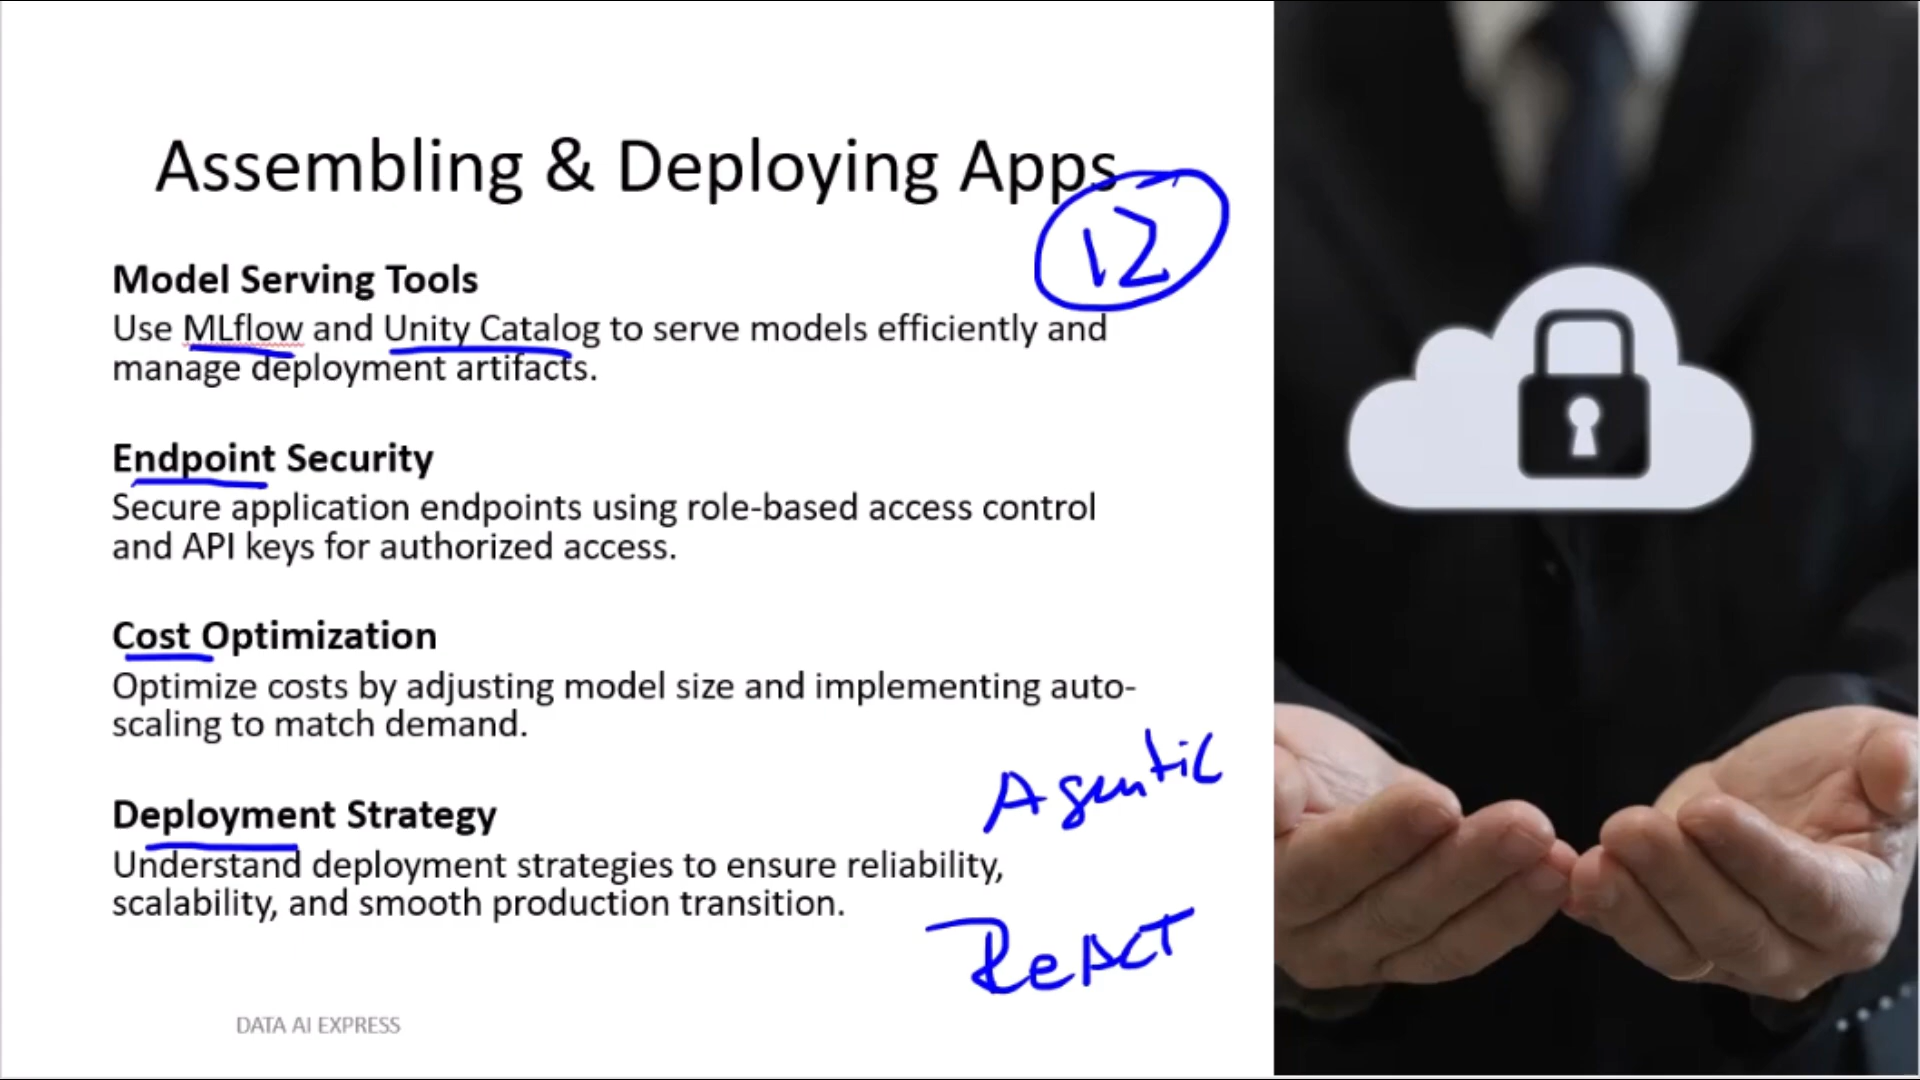 Assembling & Deploying Apps
12
Model Serving Tools
Use MLflow and Unity Catalog to serve models efficiently and
manage deployment artifacts.
Endpoint Security
Secure application endpoints using role-based access control
and API keys for authorized access.
Cost Optimization
Optimize costs by adjusting model size and implementing auto-
scaling to match demand.
Agentic
Deployment Strategy
Understand deployment strategies to ensure reliability,
scalability, and smooth production transition.
ReACT
DATA AI EXPRESS